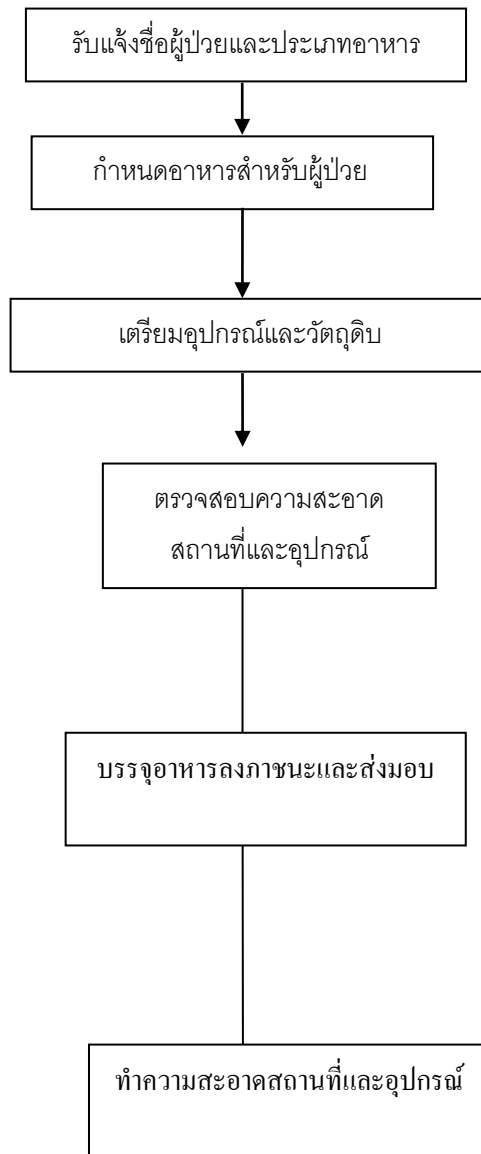 รับแจ้งชื่อผู้ป่วยและประเภทอาหาร
กำหนดอาหารสำหรับผู้ป่วย
เตรียมอุปกรณ์และวัตถุดิบ
ตรวจสอบความสะอาด
สถานที่และอุปกรณ์
บรรจุอาหารลงภาชนะและส่งมอบ
ทำความสะอาดสถานที่และอุปกรณ์